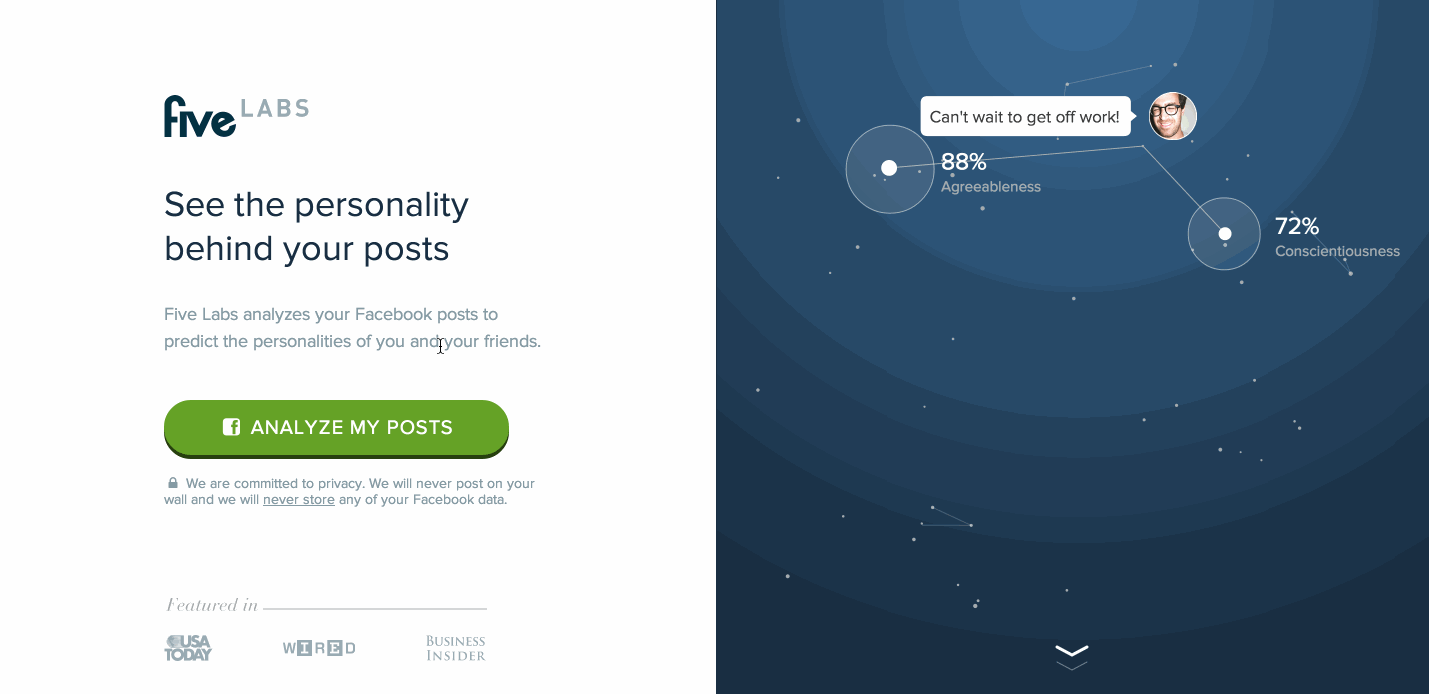 five LABS
See the personality
behind your posts
Five Labs analyzes your Facebook posts to
predict the personalities of you and your friends.
ANALYZE MY POSTS
We are committed to privacy. We will never post on your
wall and we will never store any of your Facebook data.
Featured in
USA
TODAY
WIRED
BUSINESS
INSIDER
Can't wait to get off work!
88%
Agreeableness
72%
Conscientiousness